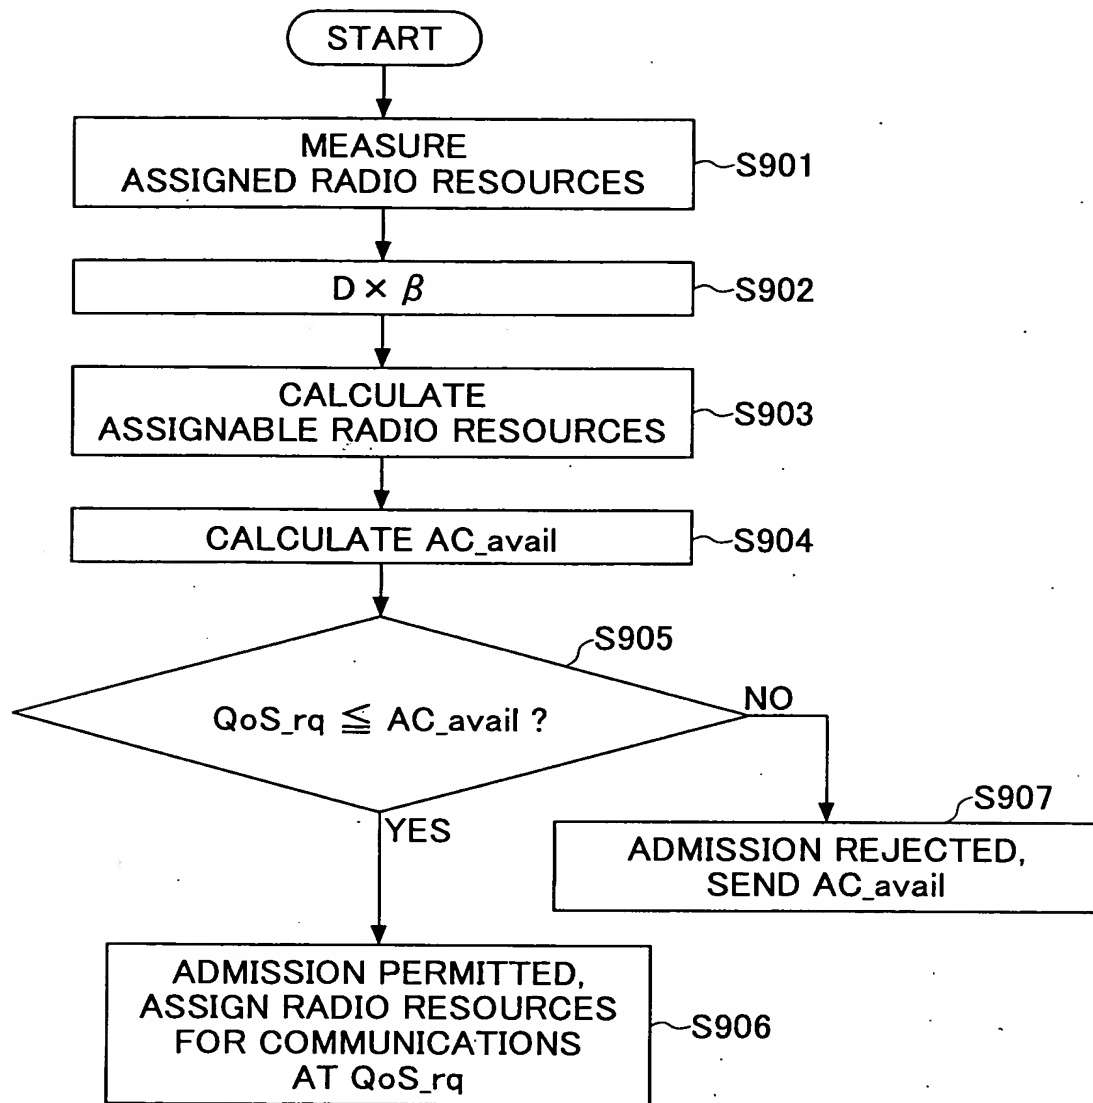 START
MEASURE
ASSIGNED RADIO RESOURCES
S901
D × β
S902
CALCULATE
ASSIGNABLE RADIO RESOURCES
S903
CALCULATE AC_avail
S904
S905
QoS_rq ≦ AC_avail ?
NO
YES
S907
ADMISSION REJECTED,
SEND AC_avail
ADMISSION PERMITTED,
ASSIGN RADIO RESOURCES
FOR COMMUNICATIONS
AT QoS_rq
S906